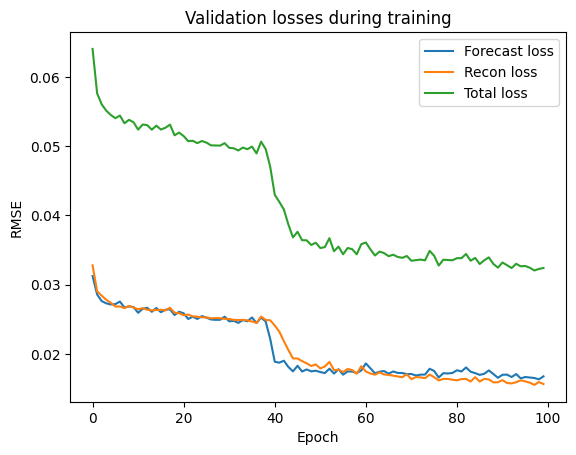 Validation losses during training
Forecast loss
Recon loss
Total loss
0.06
0.05
0.04
0.03
0.02
RMSE
0 20 40 60 80 100
Epoch